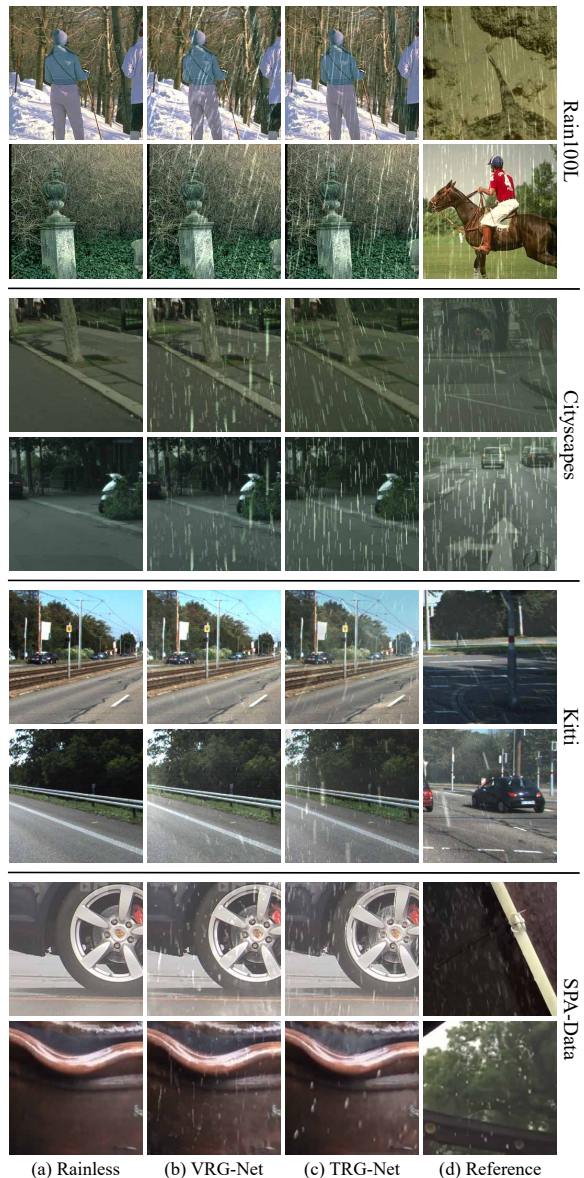 Rain100L
Cityscapes
Kitti
SPA-Data
(a) Rainless
(b) VRG-Net
(c) TRG-Net
(d) Reference